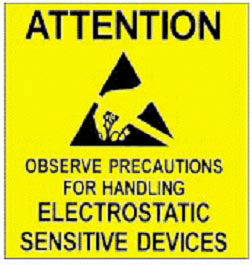 ATTENTION
OBSERVE PRECAUTIONS
FOR HANDLING
ELECTROSTATIC
SENSITIVE DEVICES